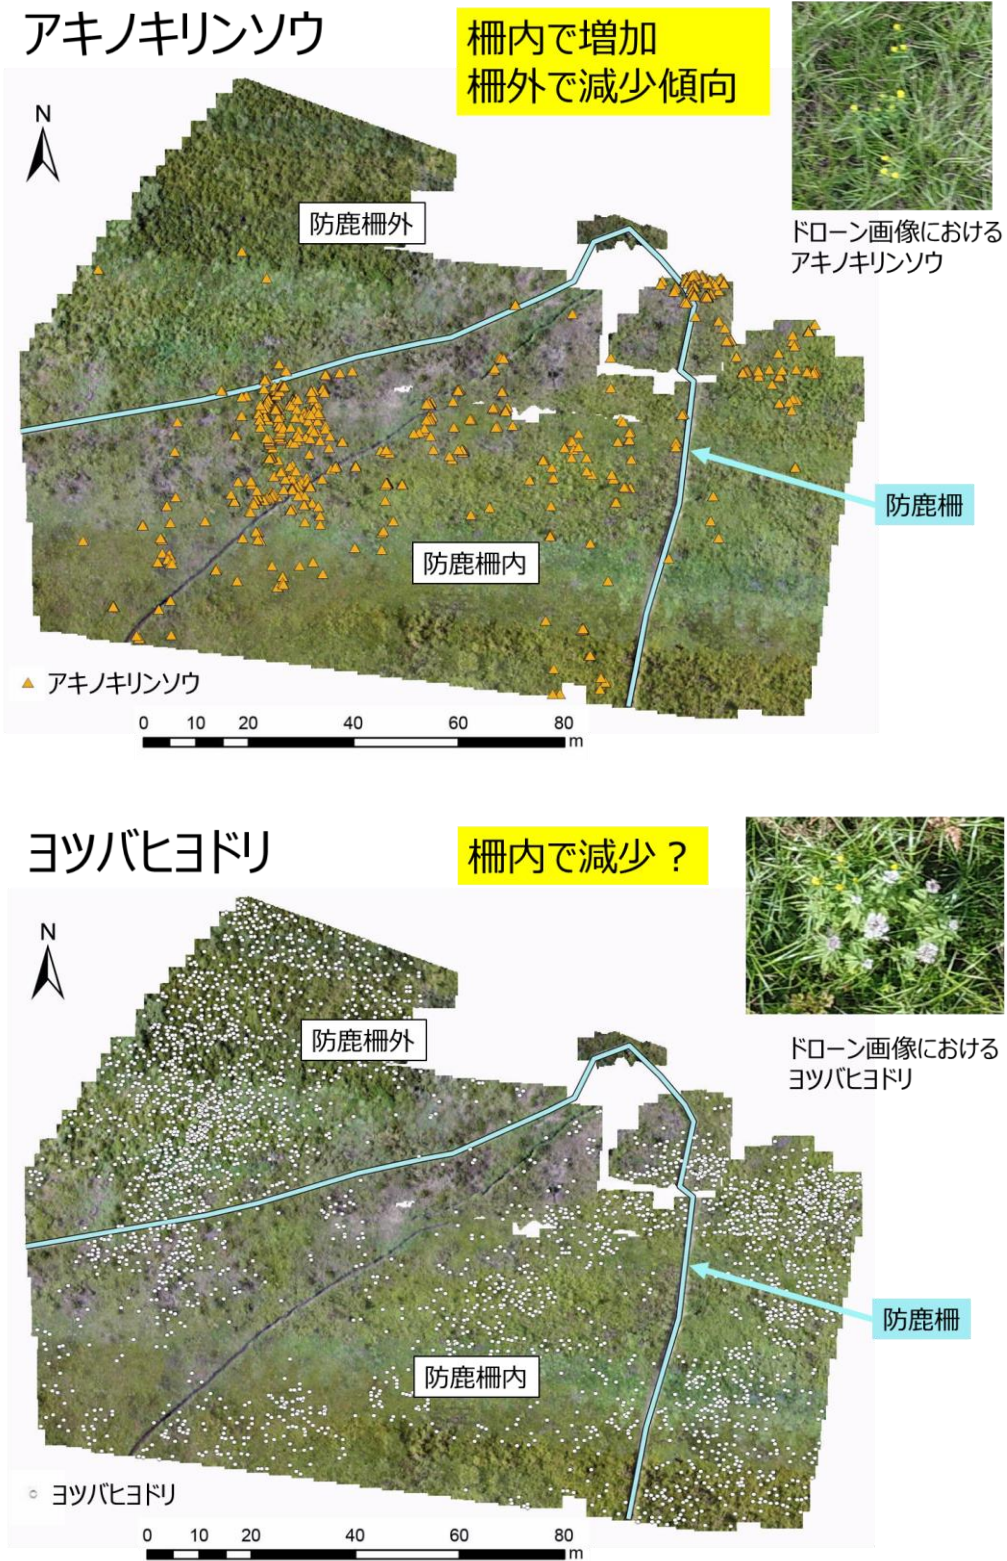 アキノキリンソウ
柵内で増加
柵外で減少傾向
N
防鹿柵外
ドローン画像における
アキノキリンソウ
防鹿柵
防鹿柵内
アキノキリンソウ
0 10 20 40 60 80
m
ヨツバヒヨドリ
柵内で減少？
N
防鹿柵外
ドローン画像における
ヨツバヒヨドリ
防鹿柵
防鹿柵内
ヨツバヒヨドリ
0 10 20 40 60 80
m